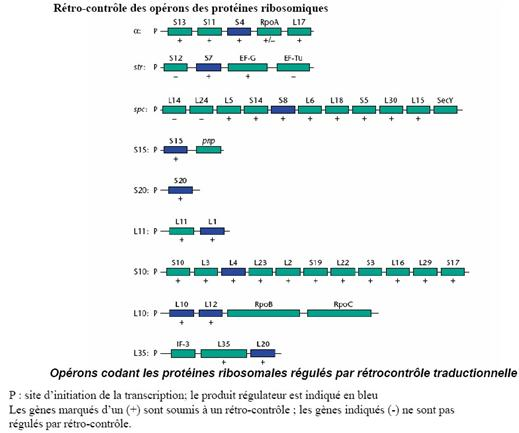 Rétro-contrôle des opérons des protéines ribosomiques
S13 S11 S4 RpoA L17
α: P
+ + + +/– +
S12 S7 EF-G EF-Tu
str: P
– + + –
L14 L24 L5 S14 S8 L6 L18 S5 L30 L15 SecY
spc: P
– – + + + + + + + +
S15 pnp
S15: P
+
S20
S20: P
+
L11 L1
L11: P
+ +
S10 L3 L4 L23 L2 S19 L22 S3 L16 L29 S17
S10: P
+ + + + + + + + + + +
L10 L12 RpoB RpoC
L10: P
+ +
IF-3 L35 L20
L35: P
+ +
Opérons codant les protéines ribosomales régulés par rétrocontrôle traductionnelle
P : site d'initiation de la transcription; le produit régulateur est indiqué en bleu
Les gènes marqués d'un (+) sont soumis à un rétro-contrôle ; les gènes indiqués (-) ne sont pas
régulés par rétro-contrôle.